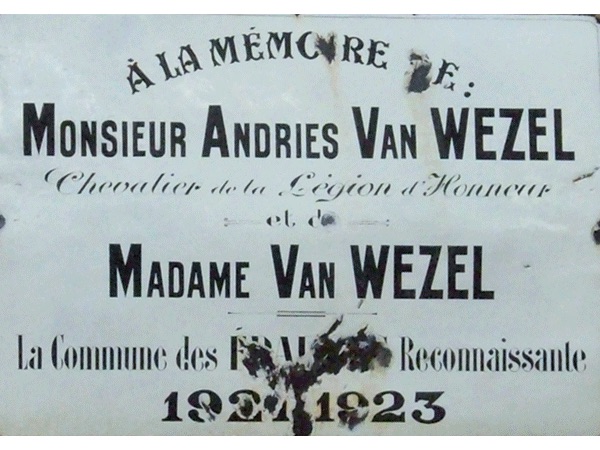 À LA MÉMOIRE DE:
MONSIEUR ANDRIES VAN WEZEL
Chevalier de la Légion d'Honneur
et de
MADAME VAN WEZEL
La Commune des Reconnaissante
1923